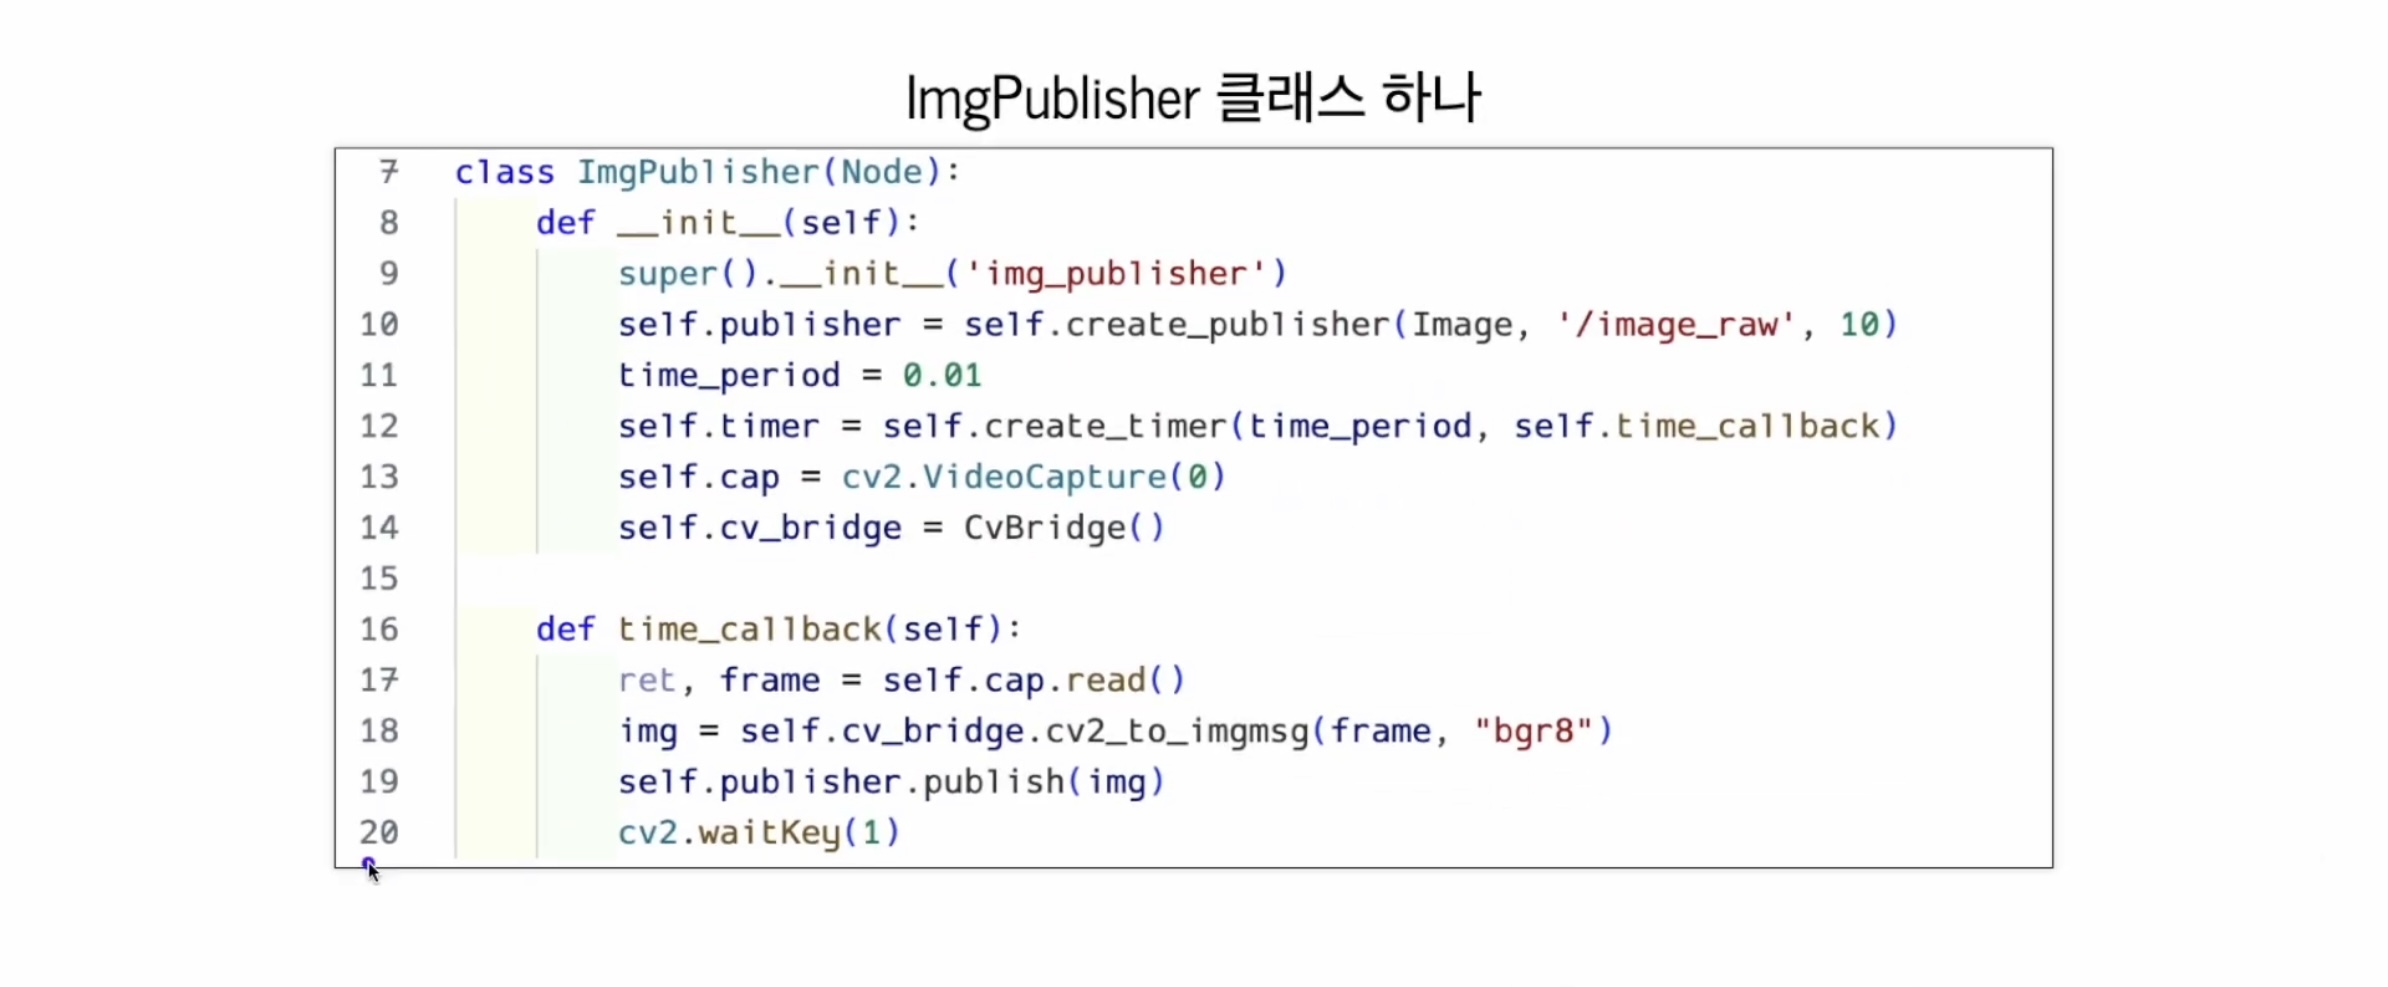 ImgPublisher 클래스 하나
7 class ImgPublisher(Node):
8 def __init__(self):
9 super().__init__('img_publisher')
10 self.publisher = self.create_publisher(Image, '/image_raw', 10)
11 time_period = 0.01
12 self.timer = self.create_timer(time_period, self.time_callback)
13 self.cap = cv2.VideoCapture(0)
14 self.cv_bridge = CvBridge()
15
16 def time_callback(self):
17 ret, frame = self.cap.read()
18 img = self.cv_bridge.cv2_to_imgmsg(frame, "bgr8")
19 self.publisher.publish(img)
20 cv2.waitKey(1)